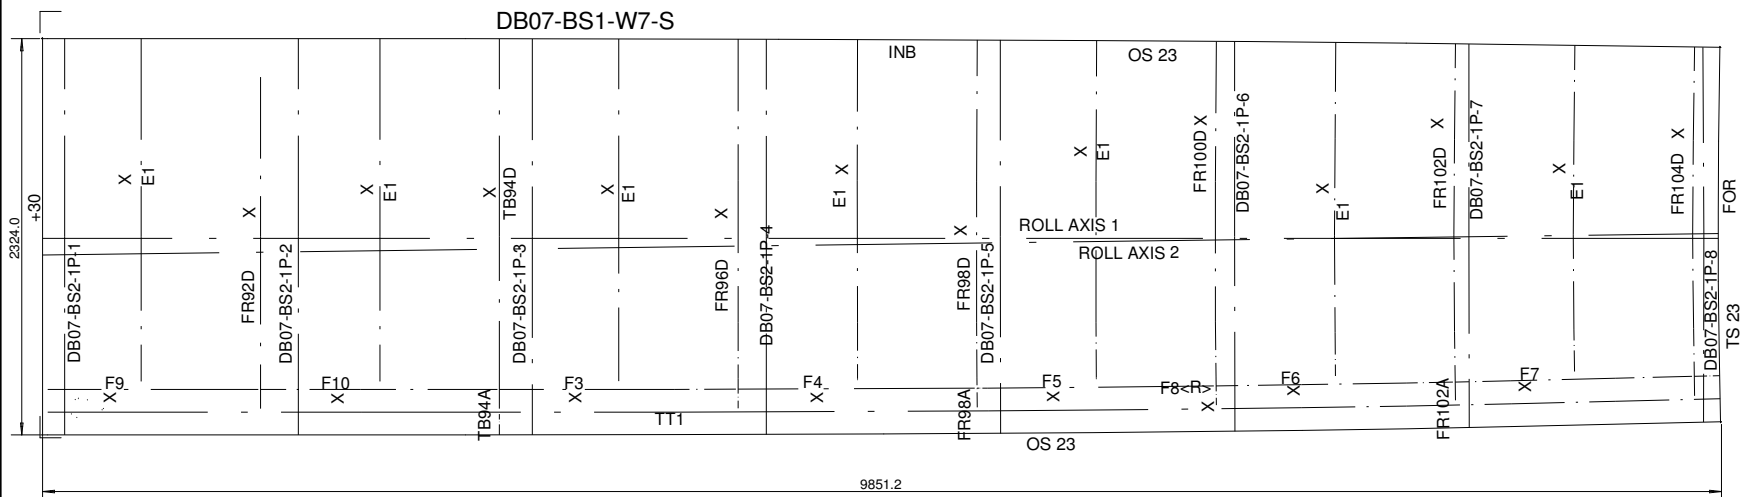 DB07-BS1-W7-S
INB
OS 23
2324.0
+30
E1
E1
TB94D
E1
E1
E1
FR100D
DB07-BS2-1P-6
E1
FR102D
DB07-BS2-1P-7
E1
FR104D
FOR
ROLL AXIS 1
ROLL AXIS 2
DB07-BS2-1P-1
FR92D
DB07-BS2-1P-2
DB07-BS2-1P-3
FR96D
DB07-BS2-1P-4
FR98D
DB07-BS2-1P-5
DB07-BS2-1P-8
TS 23
F9
F10
F3
F4
F5
F8<R>
F6
F7
TB94A
TT1
FR98A
FR102A
OS 23
9851.2